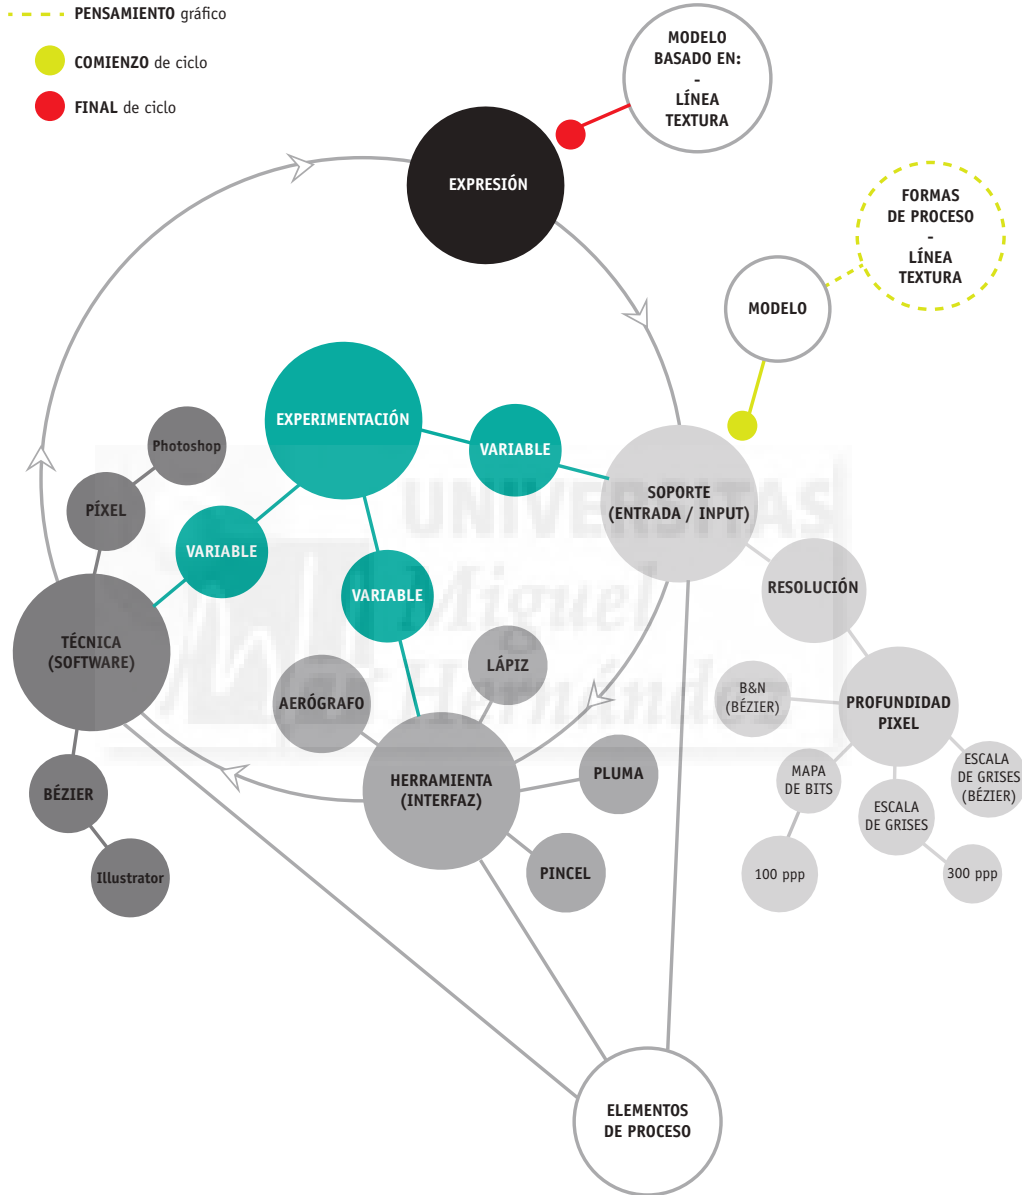 PENSAMIENTO gráfico
COMIENZO de ciclo
FINAL de ciclo
MODELO
BASADO EN:
-
LÍNEA
TEXTURA
EXPRESIÓN
FORMAS
DE PROCESO
-
LÍNEA
TEXTURA
MODELO
EXPERIMENTACIÓN
VARIABLE
Photoshop
PÍXEL
VARIABLE
VARIABLE
SOPORTE
(ENTRADA / INPUT)
UNIVERSITAS
Miguel
Hernández
RESOLUCIÓN
TÉCNICA
(SOFTWARE)
LÁPIZ
AERÓGRAFO
B&N
(BÉZIER)
PROFUNDIDAD
PIXEL
HERRAMIENTA
(INTERFAZ)
PLUMA
BÉZIER
MAPA
DE BITS
ESCALA
DE GRISES
(BÉZIER)
ESCALA
DE GRISES
Illustrator
PINCEL
100 ppp
300 ppp
ELEMENTOS
DE PROCESO